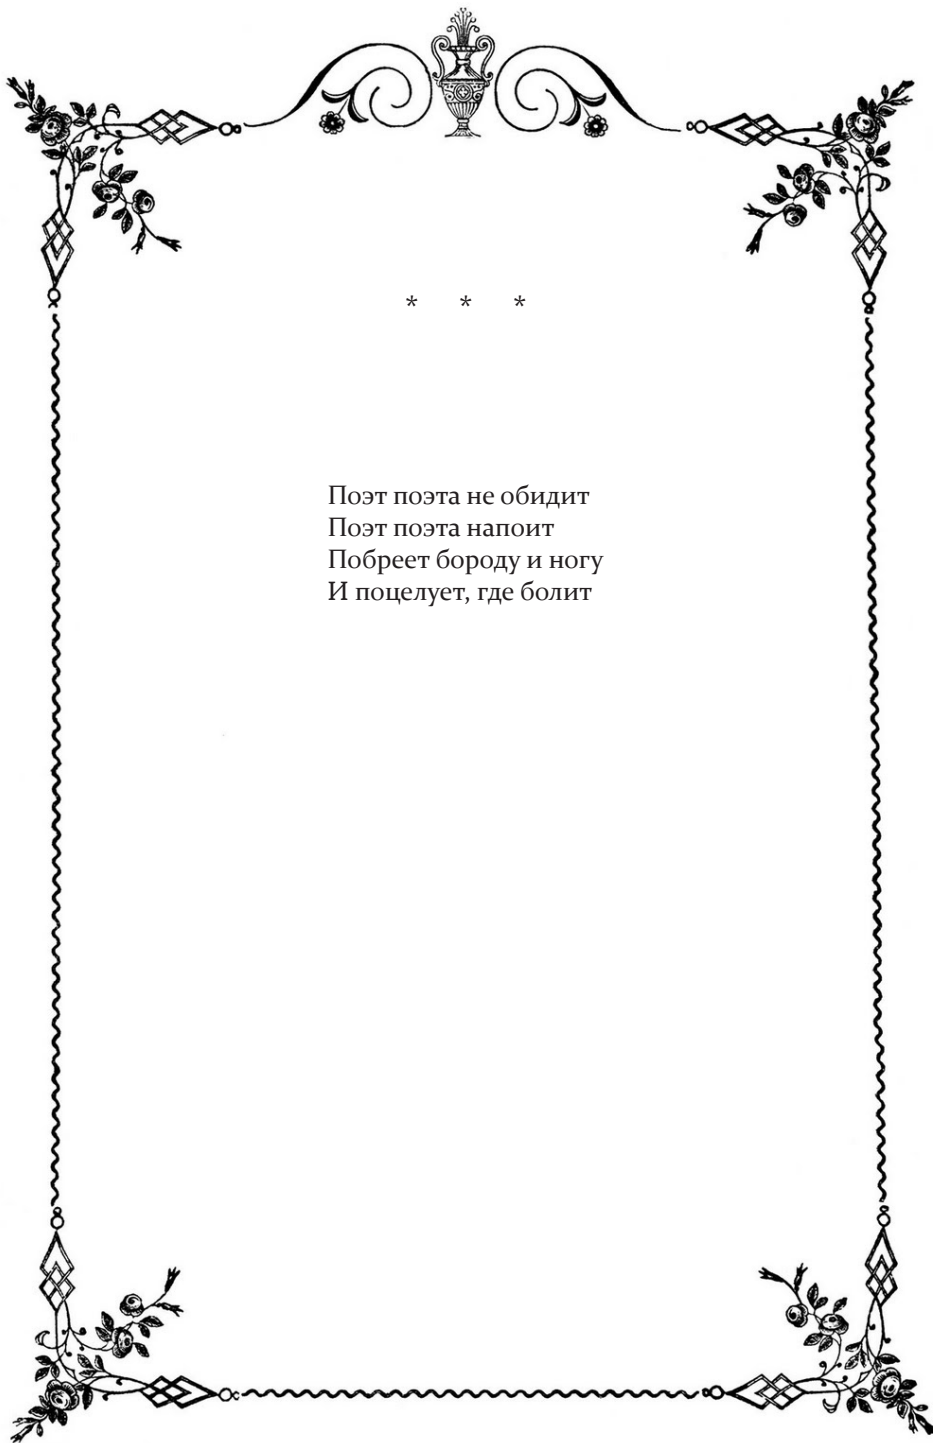 * * *
Поэт поэта не обидит
Поэт поэта напоит
Побреет бороду и ногу
И поцелует, где болит